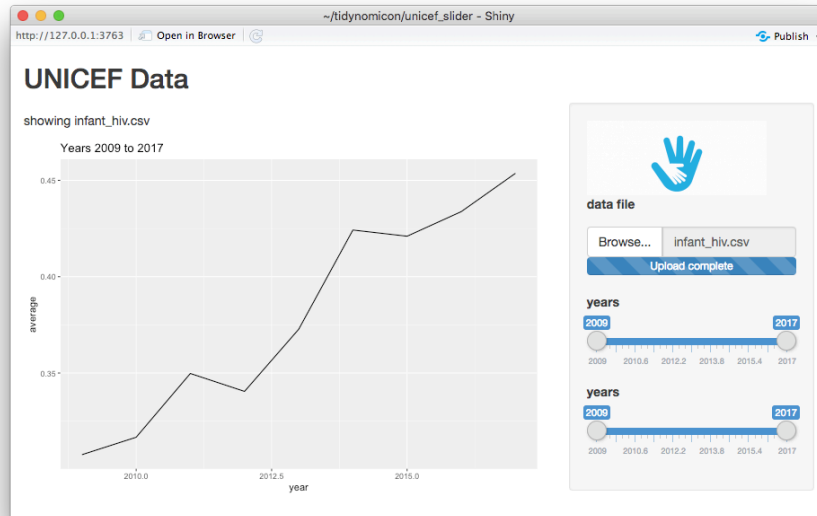 ~/tidynomicon/unicef_slider - Shiny
http://127.0.0.1:3763 Open in Browser Publish
UNICEF Data
showing infant_hiv.csv
Years 2009 to 2017
0.45
0.40
0.35
average
2010.0 2012.5 2015.0
year
data file
Browse... infant_hiv.csv
Upload complete
years
2009 2017
2009 2010.6 2012.2 2013.8 2015.4 2017
years
2009 2017
2009 2010.6 2012.2 2013.8 2015.4 2017